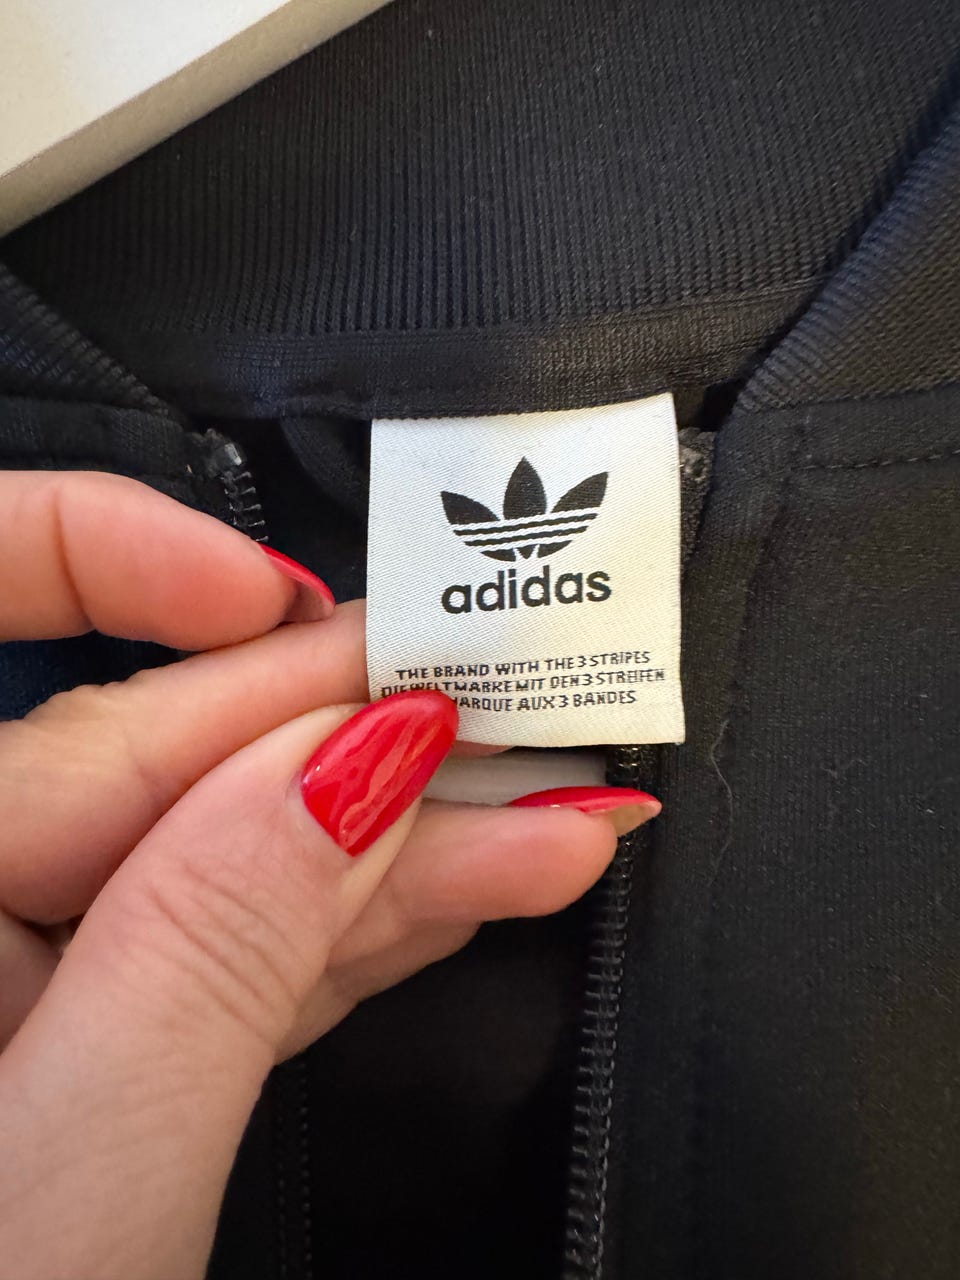 adidas
THE BRAND WITH THE 3 STRIPES
DIE WELTMARKE MIT DEN 3 STREIFEN
MARQUE AUX 3 BANDES